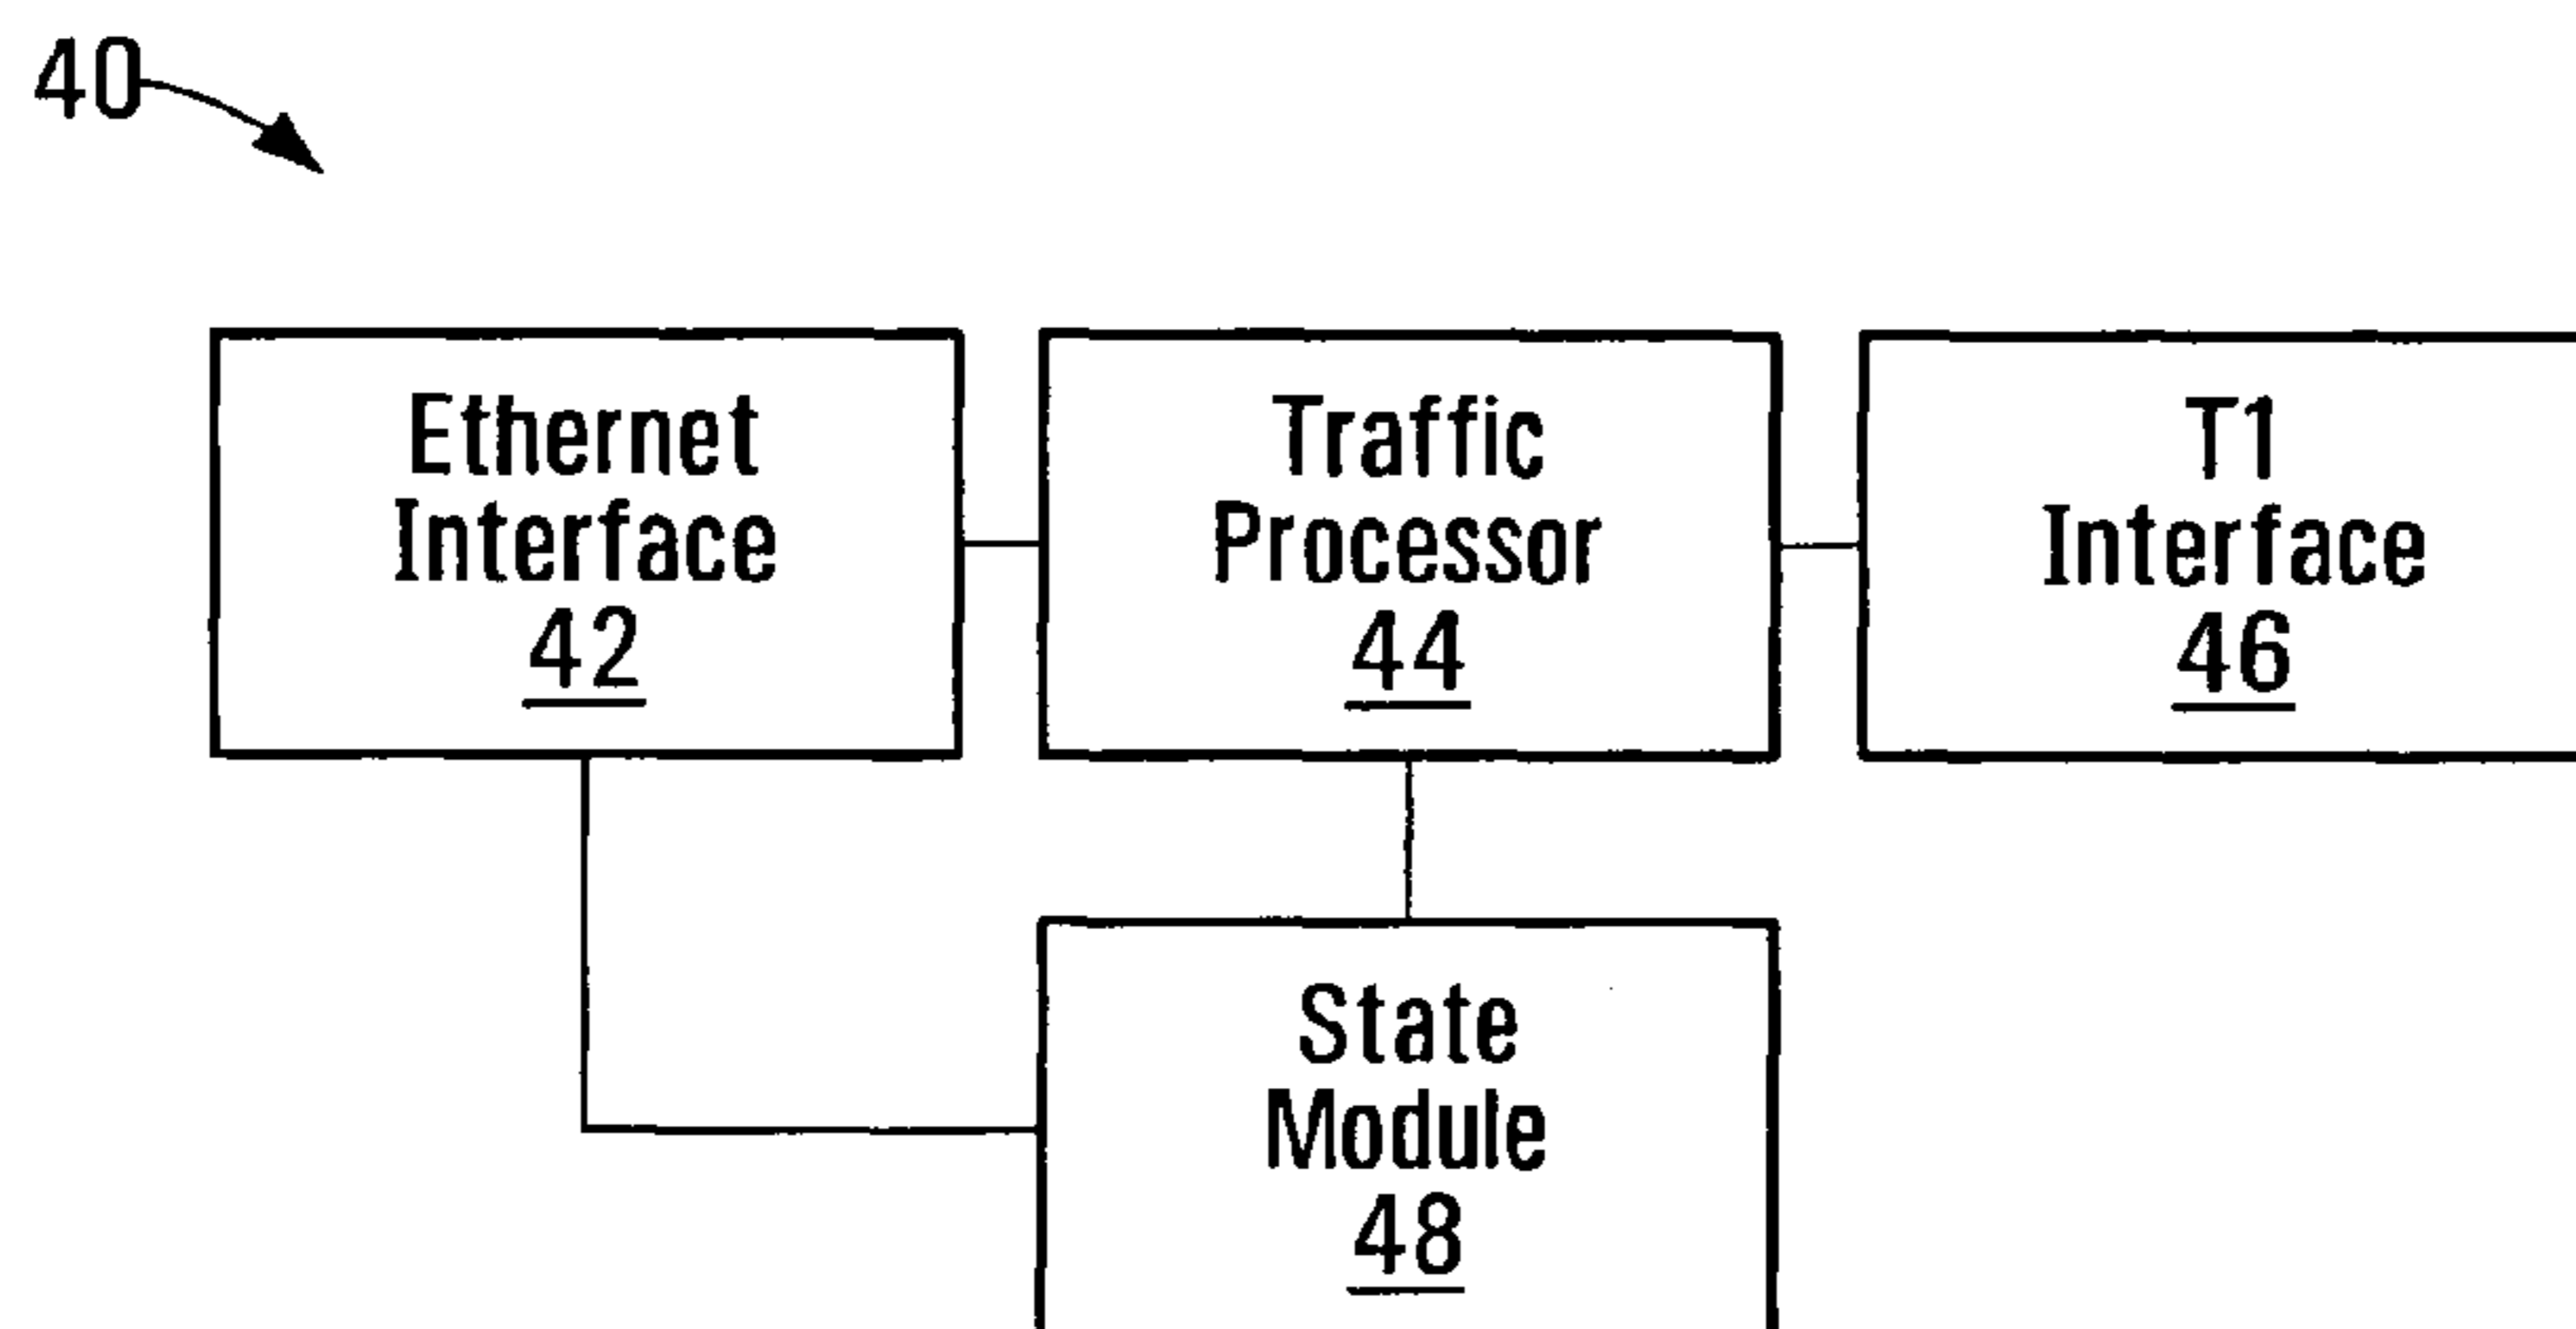 40
Ethernet
Interface
42
Traffic
Processor
44
T1
Interface
46
State
Module
48